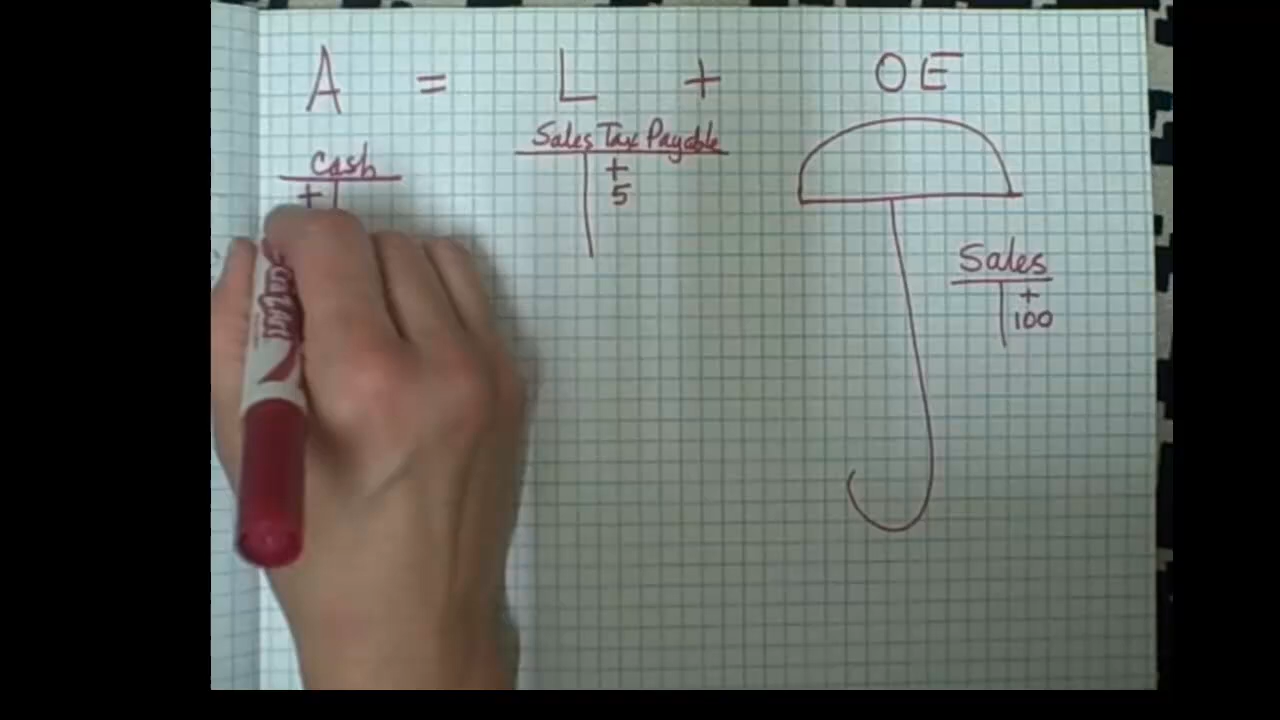 A = L + OE
Sales Tax Payable
Cash
+
+
5
Sales
+
100